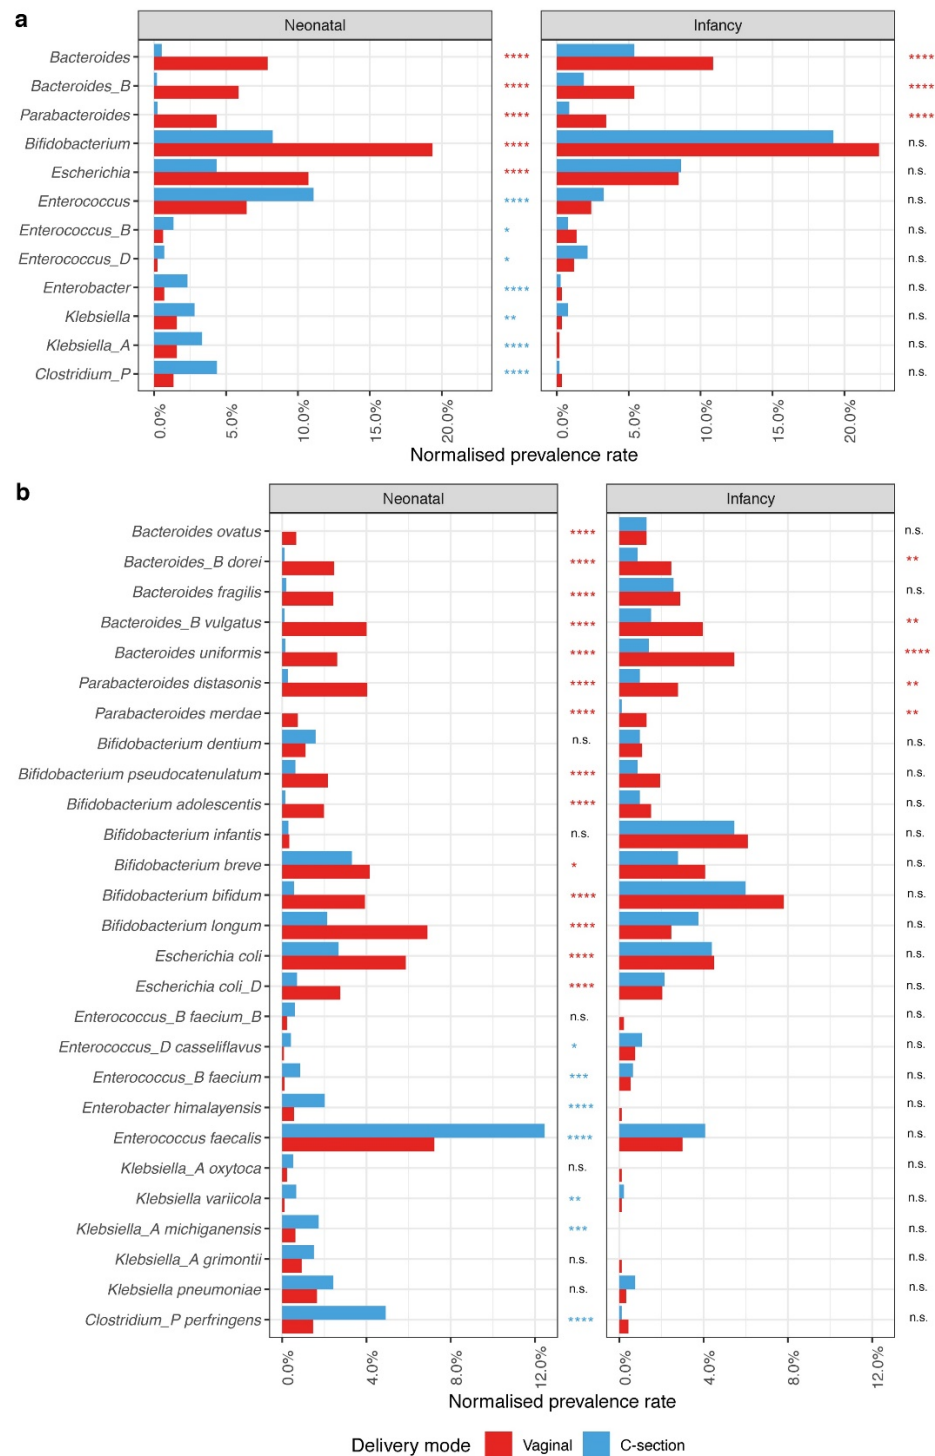 a
Neonatal Infancy
Bacteroides **** ****
Bacteroides_B **** ****
Parabacteroides **** ****
Bifidobacterium **** n.s.
Escherichia **** n.s.
Enterococcus **** n.s.
Enterococcus_B * n.s.
Enterococcus_D * n.s.
Enterobacter **** n.s.
Klebsiella ** n.s.
Klebsiella_A **** n.s.
Clostridium_P **** n.s.
0.0% 5.0% 10.0% 15.0% 20.0% 0.0% 5.0% 10.0% 15.0% 20.0%
Normalised prevalence rate
b
Neonatal Infancy
Bacteroides ovatus **** n.s.
Bacteroides_B dorei **** **
Bacteroides fragilis **** n.s.
Bacteroides_B vulgatus **** **
Bacteroides uniformis **** ****
Parabacteroides distasonis **** **
Parabacteroides merdae **** **
Bifidobacterium dentium n.s. n.s.
Bifidobacterium pseudocatenulatum **** n.s.
Bifidobacterium adolescentis **** n.s.
Bifidobacterium infantis n.s. n.s.
Bifidobacterium breve * n.s.
Bifidobacterium bifidum **** n.s.
Bifidobacterium longum **** n.s.
Escherichia coli **** n.s.
Escherichia coli_D **** n.s.
Enterococcus_B faecium_B n.s. n.s.
Enterococcus_D casseliflavus * n.s.
Enterococcus_B faecium *** n.s.
Enterobacter himalayensis **** n.s.
Enterococcus faecalis **** n.s.
Klebsiella_A oxytoca n.s. n.s.
Klebsiella variicola ** n.s.
Klebsiella_A michiganensis *** n.s.
Klebsiella_A grimontii n.s. n.s.
Klebsiella pneumoniae n.s. n.s.
Clostridium_P perfringens **** n.s.
0.0% 4.0% 8.0% 12.0% 0.0% 4.0% 8.0% 12.0%
Normalised prevalence rate
Delivery mode Vaginal C-section